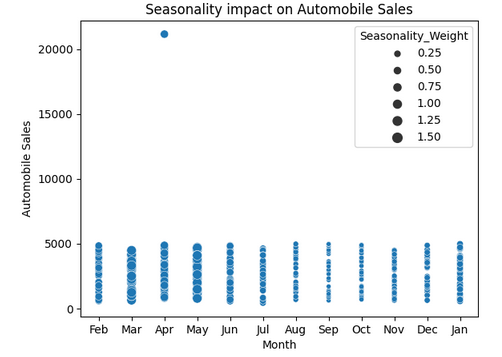 Seasonality impact on Automobile Sales
Automobile Sales
20000
15000
10000
5000
0
Seasonality_Weight
0.25
0.50
0.75
1.00
1.25
1.50
Feb Mar Apr May Jun Jul Aug Sep Oct Nov Dec Jan
Month